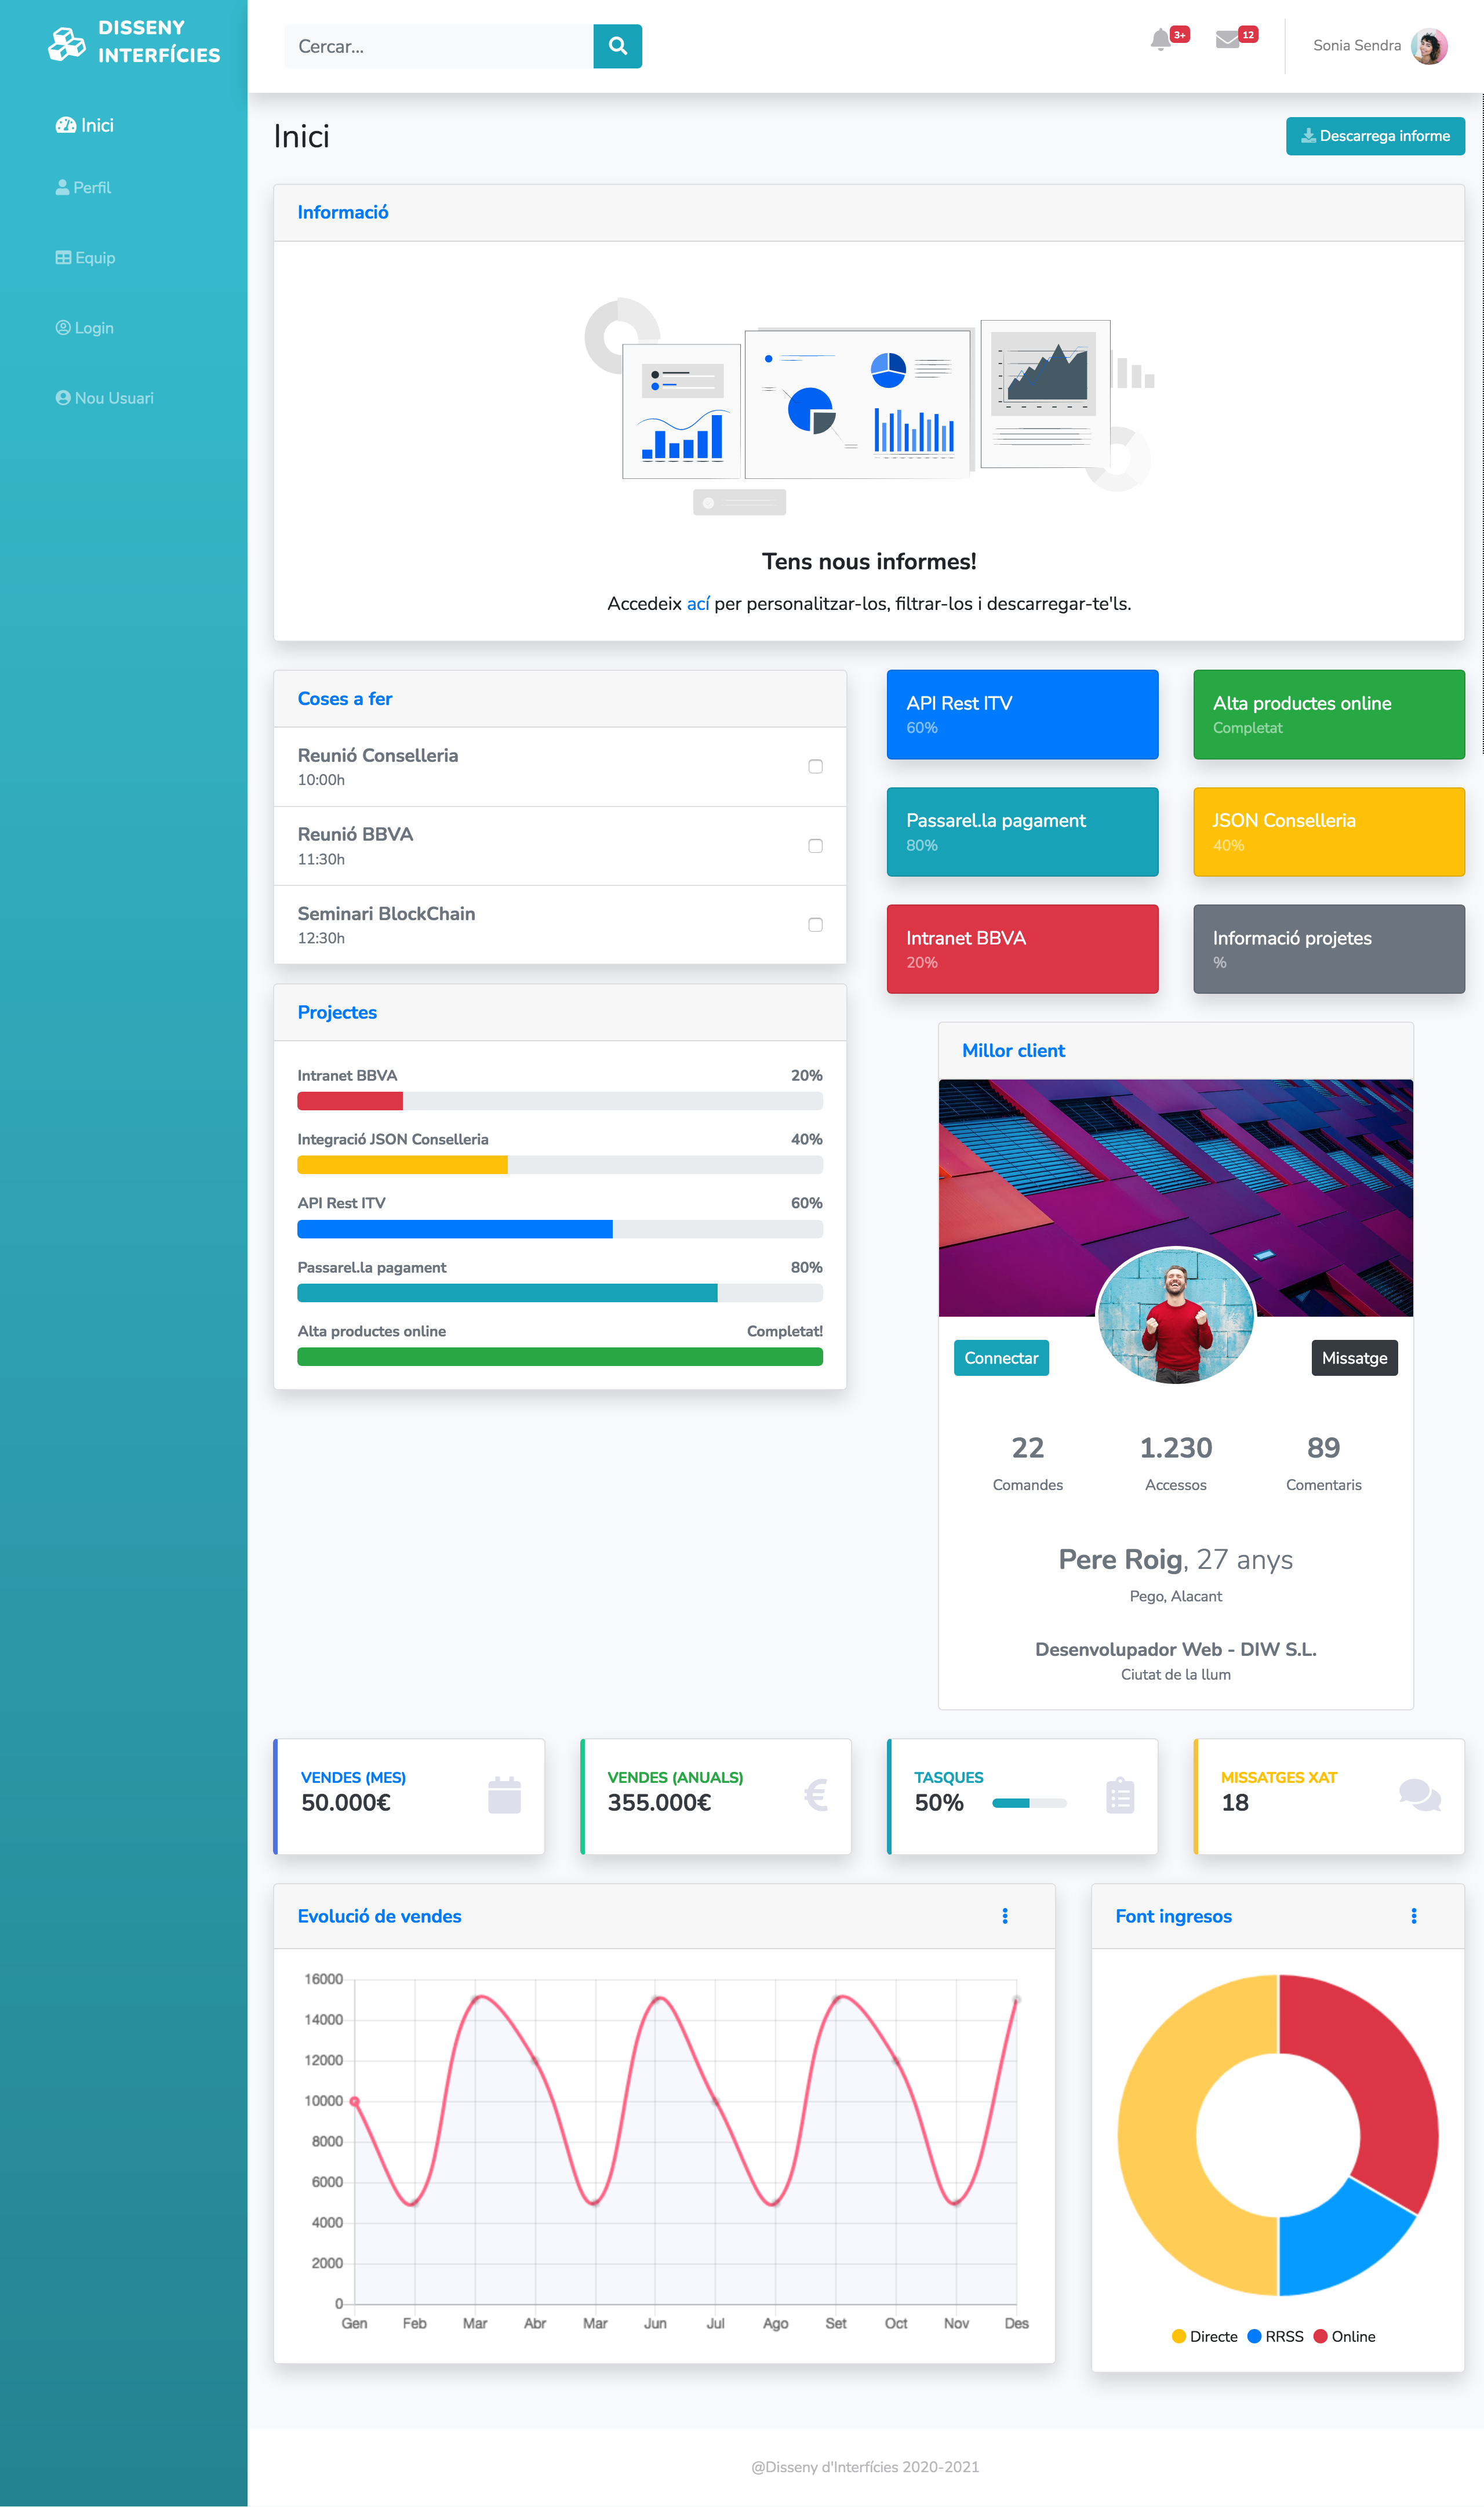 DISSENY
INTERFÍCIES
Inici
Perfil
Equip
Login
Nou Usuari
Cercar...
3+
12
Sonia Sendra
Inici
Descarrega informe
Informació
Tens nous informes!
Accedeix ací per personalitzar-los, filtrar-los i descarregar-te'ls.
Coses a fer
Reunió Conselleria
10:00h
Reunió BBVA
11:30h
Seminari BlockChain
12:30h
API Rest ITV
60%
Alta productes online
Completat
Passarel.la pagament
80%
JSON Conselleria
40%
Intranet BBVA
20%
Informació projetes
%
Projectes
Intranet BBVA 20%
Integració JSON Conselleria 40%
API Rest ITV 60%
Passarel.la pagament 80%
Alta productes online Completat!
Millor client
Connectar
Missatge
22 1.230 89
Comandes Accessos Comentaris
Pere Roig, 27 anys
Pego, Alacant
Desenvolupador Web - DIW S.L.
Ciutat de la llum
VENDES (MES)
50.000€
VENDES (ANUALS)
355.000€
TASQUES
50%
MISSATGES XAT
18
Evolució de vendes
16000
14000
12000
10000
8000
6000
4000
2000
0
Gen Feb Mar Abr Mar Jun Jul Ago Set Oct Nov Des
Font ingresos
Directe RRSS Online
@Disseny d'Interfícies 2020-2021